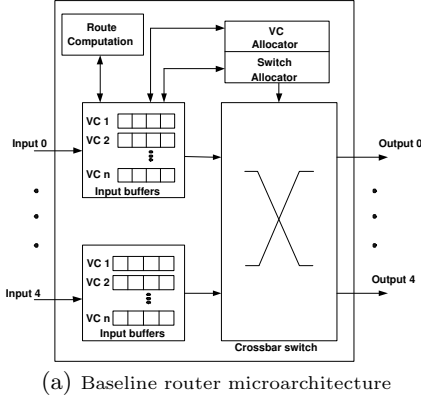 Route
Computation
VC
Allocator
Switch
Allocator
Input 0
VC 1
VC 2
VC n
Input buffers
Output 0
Input 4
VC 1
VC 2
VC n
Input buffers
Output 4
Crossbar switch
(a) Baseline router microarchitecture